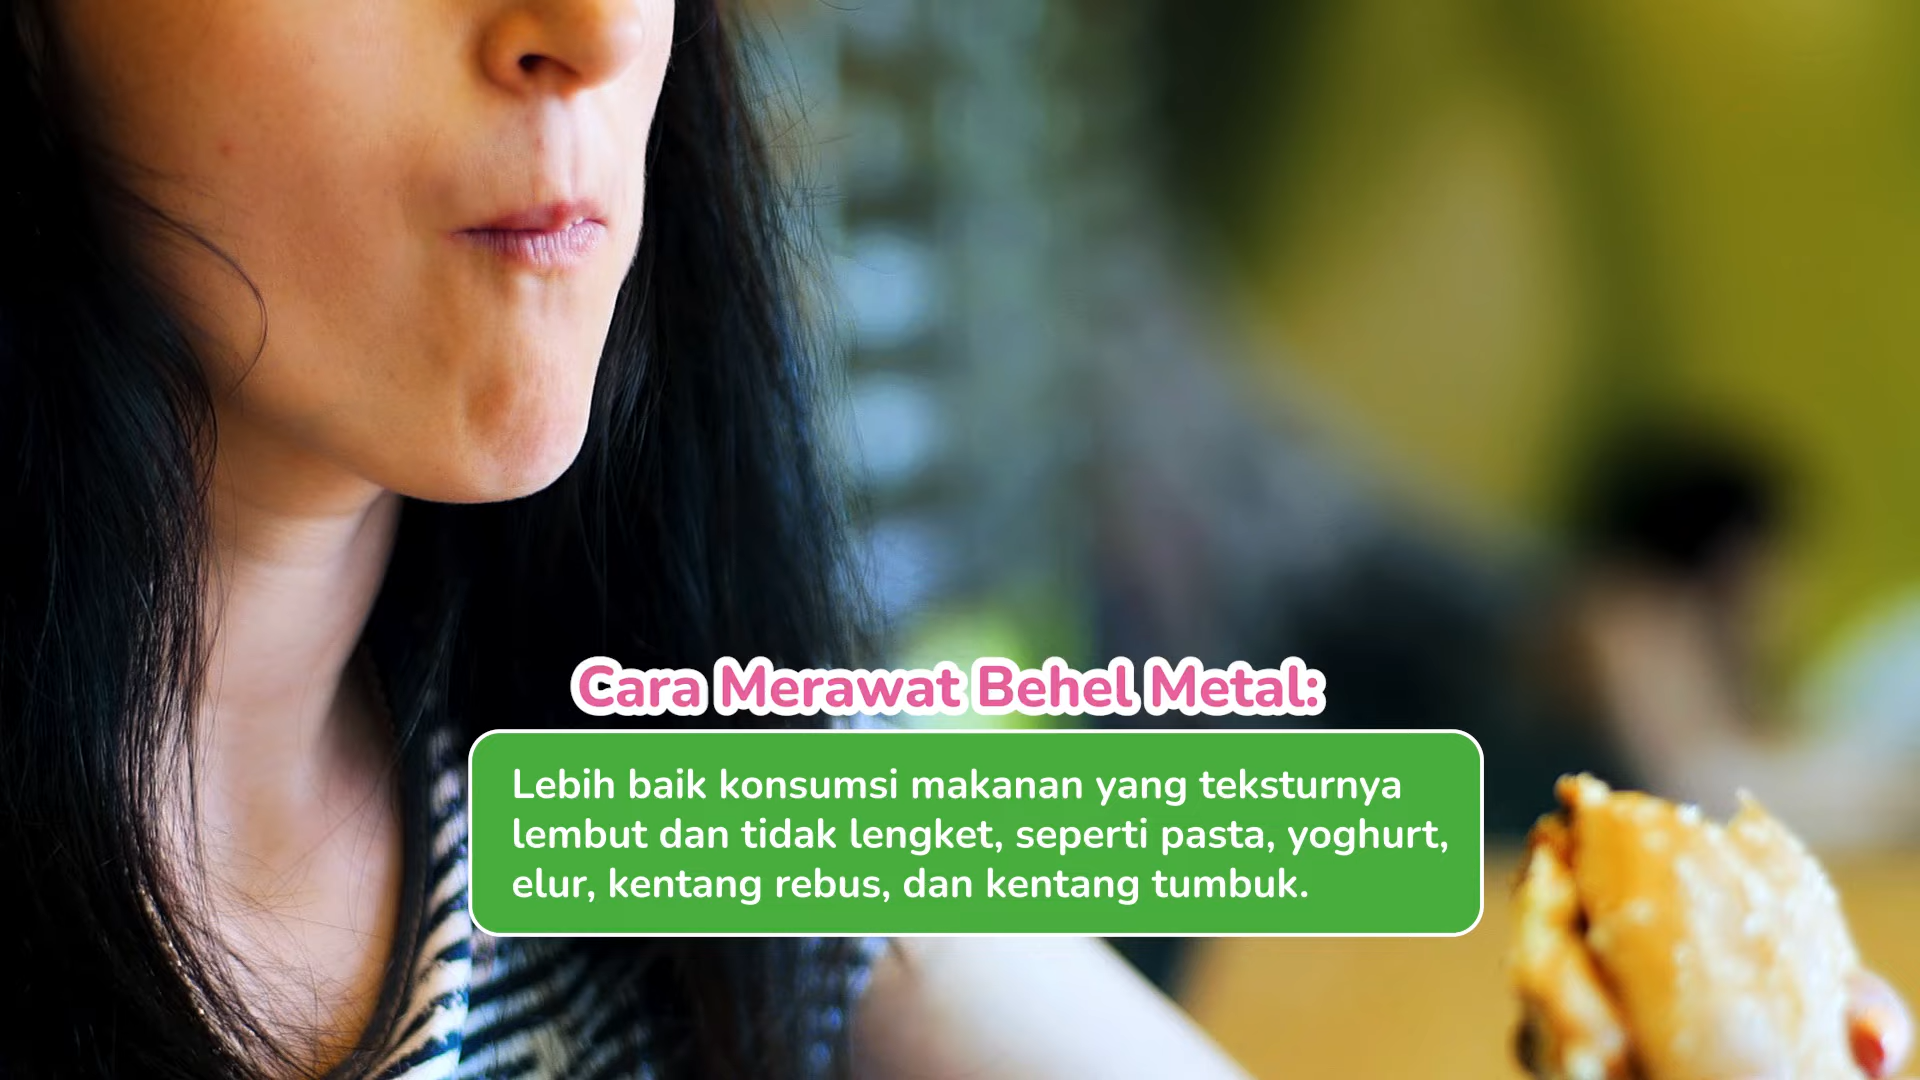 Cara Merawat Behel Metal:
Lebih baik konsumsi makanan yang teksturnya
lembut dan tidak lengket, seperti pasta, yoghurt,
elur, kentang rebus, dan kentang tumbuk.